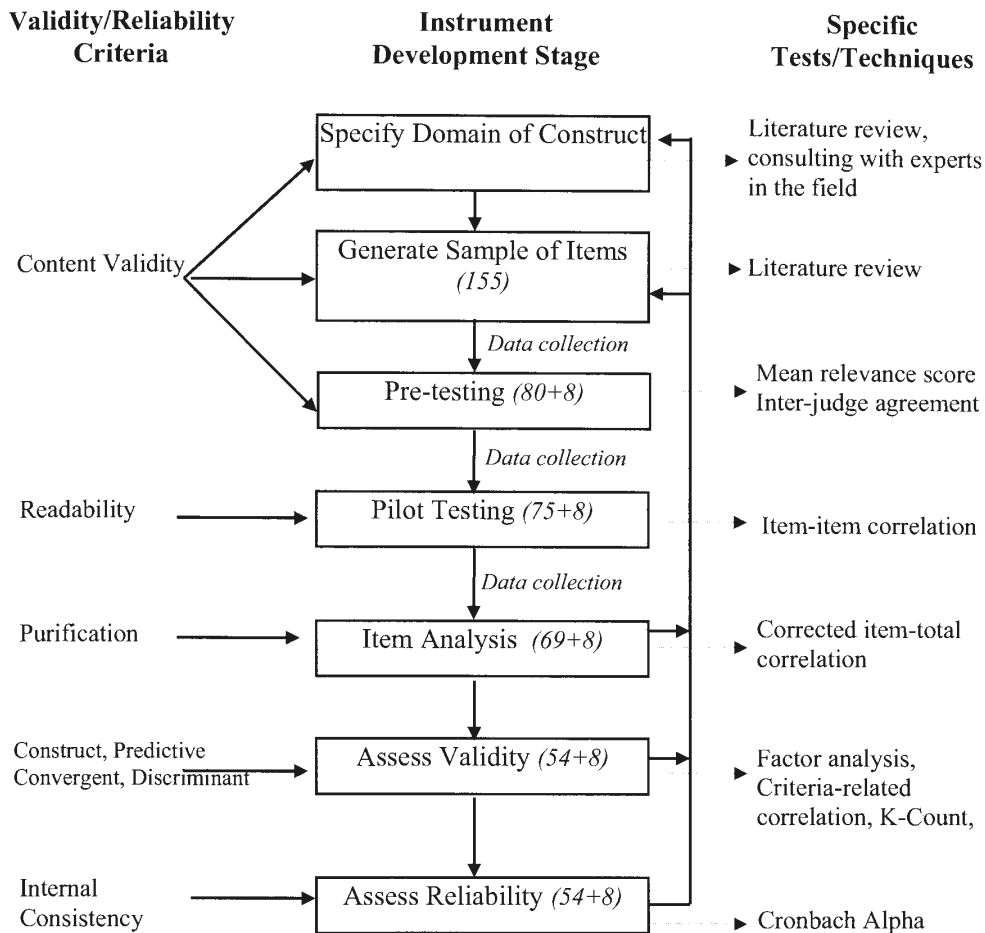 Validity/Reliability
Criteria
Instrument
Development Stage
Specific
Tests/Techniques
Specify Domain of Construct
Literature review,
consulting with experts
in the field
Content Validity
Generate Sample of Items
(155)
Literature review
Data collection
Pre-testing (80+8)
Mean relevance score
Inter-judge agreement
Data collection
Readability
Pilot Testing (75+8)
Item-item correlation
Data collection
Purification
Item Analysis (69+8)
Corrected item-total
correlation
Construct, Predictive
Convergent, Discriminant
Assess Validity (54+8)
Factor analysis,
Criteria-related
correlation, K-Count,
Internal
Consistency
Assess Reliability (54+8)
Cronbach Alpha